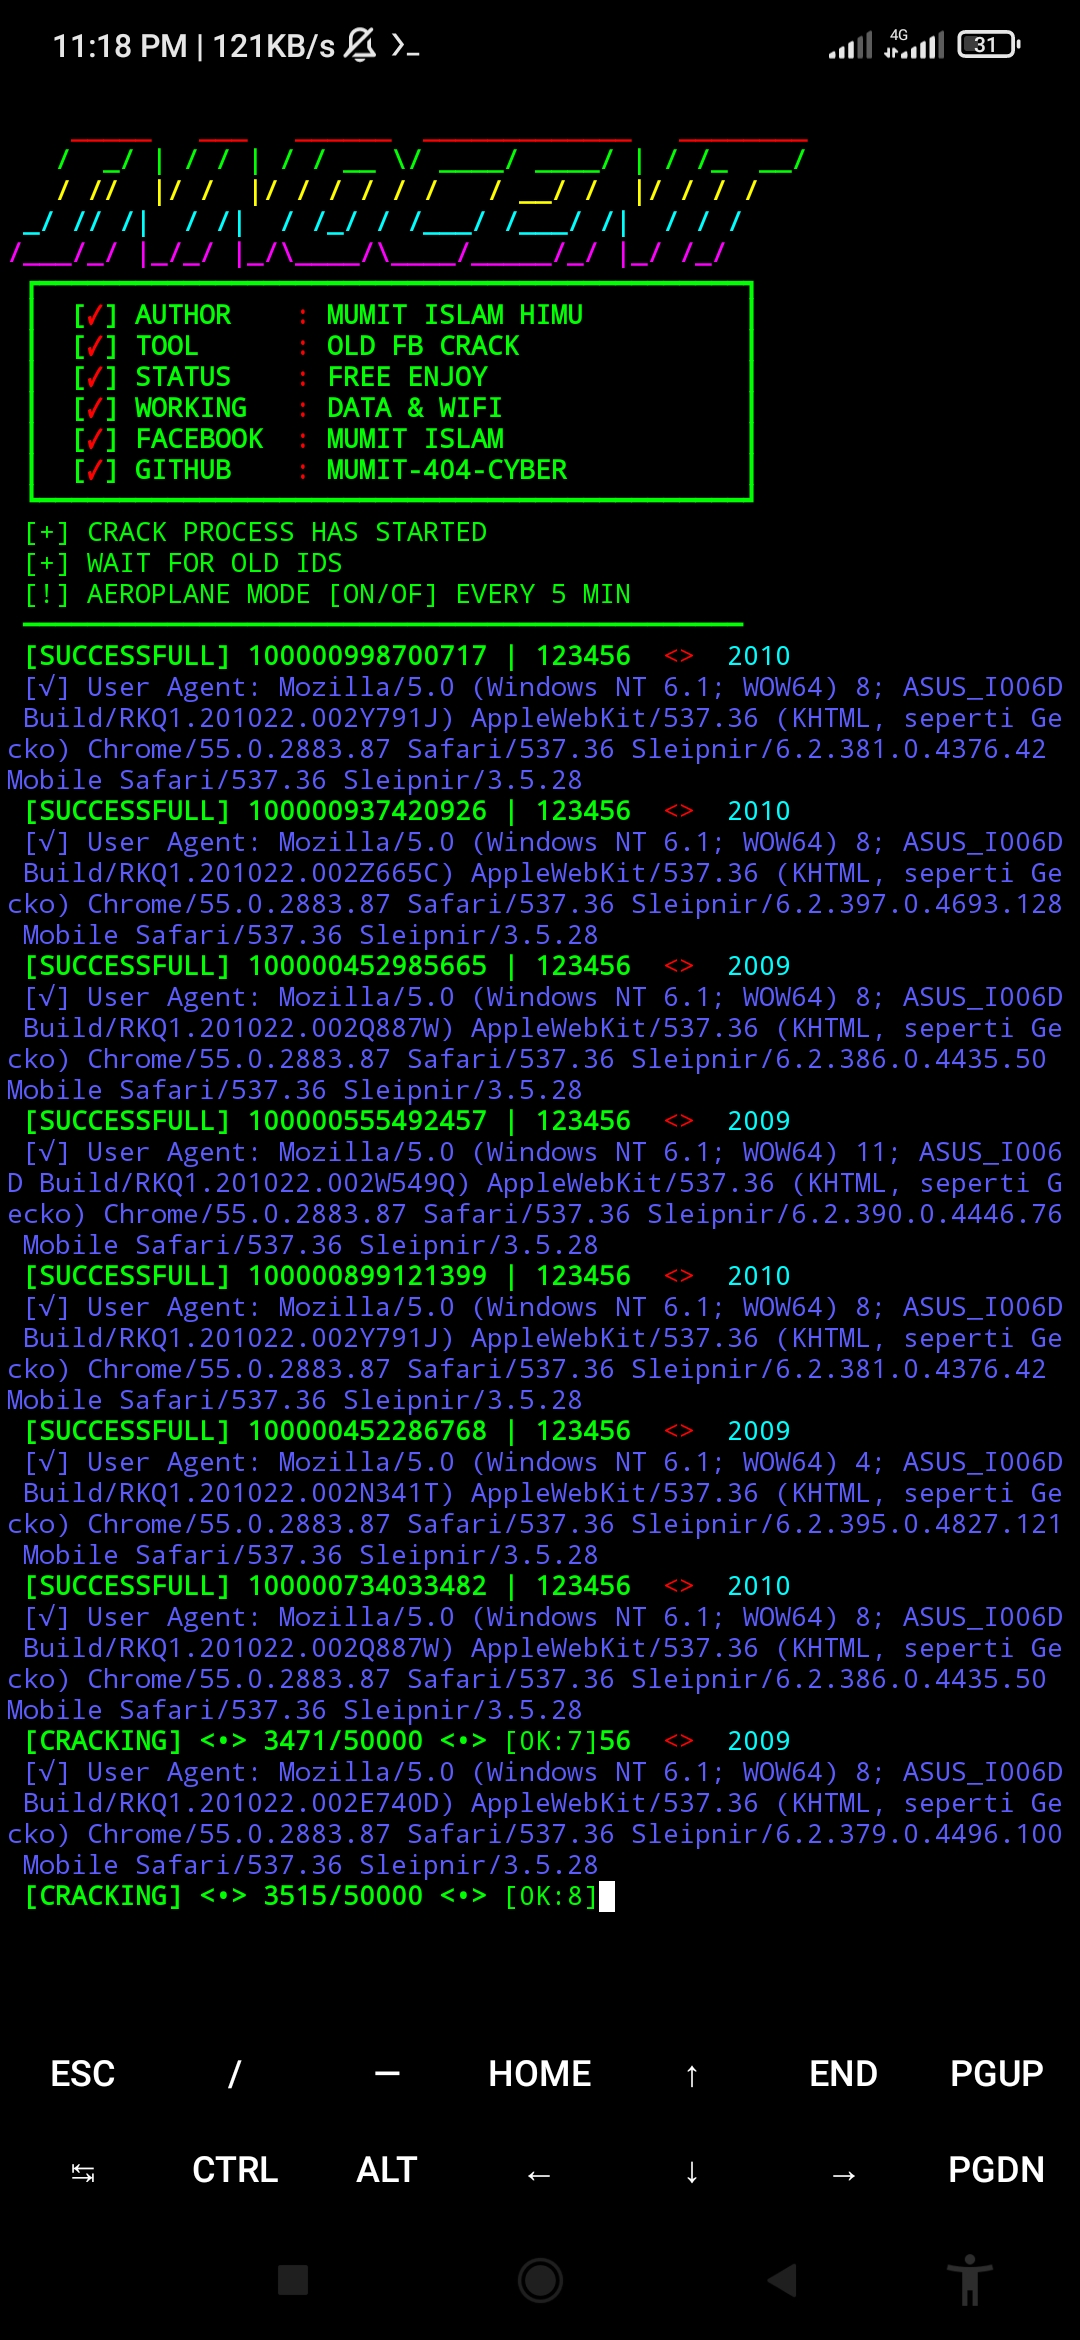 11:18 PM | 121KB/s
4G
31
INOCENT
[✓] AUTHOR : MUMIT ISLAM HIMU
[✓] TOOL : OLD FB CRACK
[✓] STATUS : FREE ENJOY
[✓] WORKING : DATA & WIFI
[✓] FACEBOOK : MUMIT ISLAM
[✓] GITHUB : MUMIT-404-CYBER
[+] CRACK PROCESS HAS STARTED
[+] WAIT FOR OLD IDS
[!] AEROPLANE MODE [ON/OF] EVERY 5 MIN
[SUCCESSFULL] 100000998700717 | 123456 <> 2010
[√] User Agent: Mozilla/5.0 (Windows NT 6.1; WOW64) 8; ASUS_I006D
Build/RKQ1.201022.002Y791J) AppleWebKit/537.36 (KHTML, seperti Ge
cko) Chrome/55.0.2883.87 Safari/537.36 Sleipnir/6.2.381.0.4376.42
Mobile Safari/537.36 Sleipnir/3.5.28
[SUCCESSFULL] 100000937420926 | 123456 <> 2010
[√] User Agent: Mozilla/5.0 (Windows NT 6.1; WOW64) 8; ASUS_I006D
Build/RKQ1.201022.002Z665C) AppleWebKit/537.36 (KHTML, seperti Ge
cko) Chrome/55.0.2883.87 Safari/537.36 Sleipnir/6.2.397.0.4693.128
Mobile Safari/537.36 Sleipnir/3.5.28
[SUCCESSFULL] 100000452985665 | 123456 <> 2009
[√] User Agent: Mozilla/5.0 (Windows NT 6.1; WOW64) 8; ASUS_I006D
Build/RKQ1.201022.002Q887W) AppleWebKit/537.36 (KHTML, seperti Ge
cko) Chrome/55.0.2883.87 Safari/537.36 Sleipnir/6.2.386.0.4435.50
Mobile Safari/537.36 Sleipnir/3.5.28
[SUCCESSFULL] 100000555492457 | 123456 <> 2009
[√] User Agent: Mozilla/5.0 (Windows NT 6.1; WOW64) 11; ASUS_I006
D Build/RKQ1.201022.002W549Q) AppleWebKit/537.36 (KHTML, seperti G
ecko) Chrome/55.0.2883.87 Safari/537.36 Sleipnir/6.2.390.0.4446.76
Mobile Safari/537.36 Sleipnir/3.5.28
[SUCCESSFULL] 100000899121399 | 123456 <> 2010
[√] User Agent: Mozilla/5.0 (Windows NT 6.1; WOW64) 8; ASUS_I006D
Build/RKQ1.201022.002Y791J) AppleWebKit/537.36 (KHTML, seperti Ge
cko) Chrome/55.0.2883.87 Safari/537.36 Sleipnir/6.2.381.0.4376.42
Mobile Safari/537.36 Sleipnir/3.5.28
[SUCCESSFULL] 100000452286768 | 123456 <> 2009
[√] User Agent: Mozilla/5.0 (Windows NT 6.1; WOW64) 4; ASUS_I006D
Build/RKQ1.201022.002N341T) AppleWebKit/537.36 (KHTML, seperti Ge
cko) Chrome/55.0.2883.87 Safari/537.36 Sleipnir/6.2.395.0.4827.121
Mobile Safari/537.36 Sleipnir/3.5.28
[SUCCESSFULL] 100000734033482 | 123456 <> 2010
[√] User Agent: Mozilla/5.0 (Windows NT 6.1; WOW64) 8; ASUS_I006D
Build/RKQ1.201022.002Q887W) AppleWebKit/537.36 (KHTML, seperti Ge
cko) Chrome/55.0.2883.87 Safari/537.36 Sleipnir/6.2.386.0.4435.50
Mobile Safari/537.36 Sleipnir/3.5.28
[CRACKING] <•> 3471/50000 <•> [OK:7]56 <> 2009
[√] User Agent: Mozilla/5.0 (Windows NT 6.1; WOW64) 8; ASUS_I006D
Build/RKQ1.201022.002E740D) AppleWebKit/537.36 (KHTML, seperti Ge
cko) Chrome/55.0.2883.87 Safari/537.36 Sleipnir/6.2.379.0.4496.100
Mobile Safari/537.36 Sleipnir/3.5.28
[CRACKING] <•> 3515/50000 <•> [OK:8]
ESC / — HOME ↑ END PGUP
↹ CTRL ALT ← ↓ → PGDN